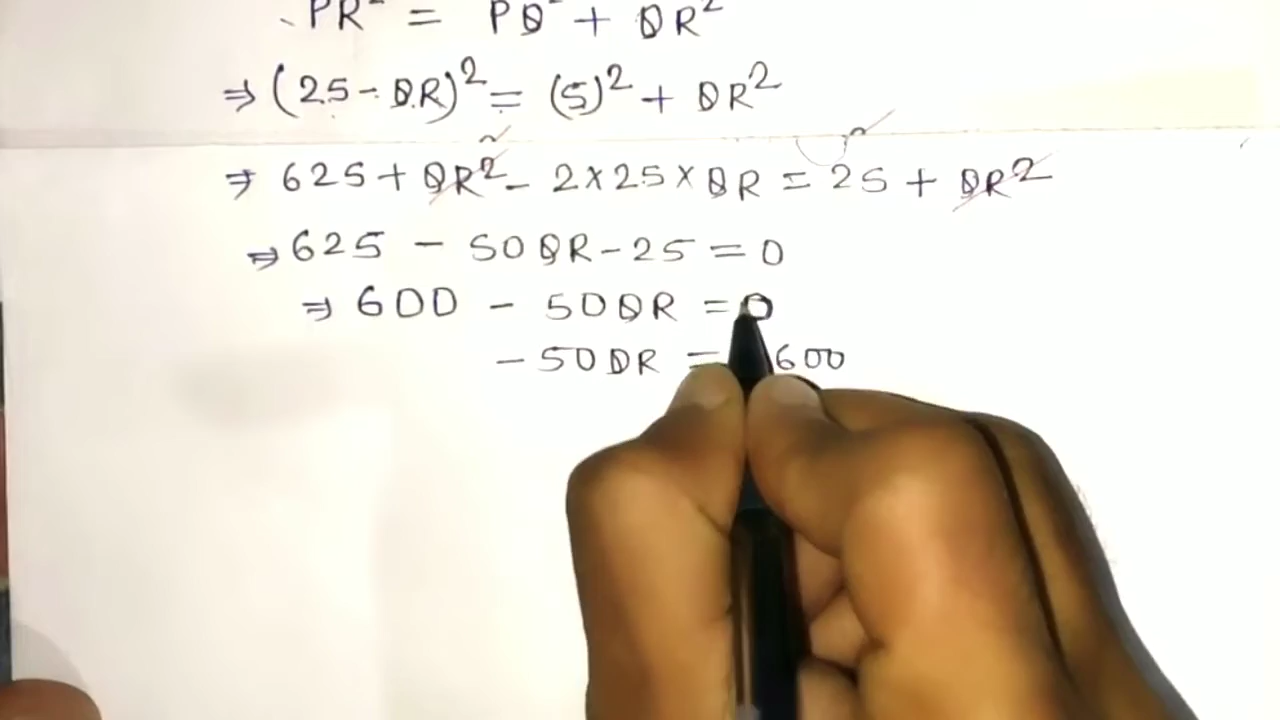 PR² = PQ² + QR²
⇒ (25 - QR)² = (5)² + QR²
⇒ 625 + QR² - 2×25×QR = 25 + QR²
⇒ 625 - 50QR - 25 = 0
⇒ 600 - 50QR = 0
- 50QR = 600